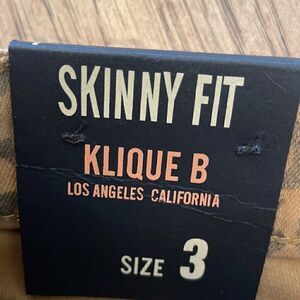 SKINNY FIT
KLIQUE B
LOS ANGELES CALIFORNIA
SIZE 3